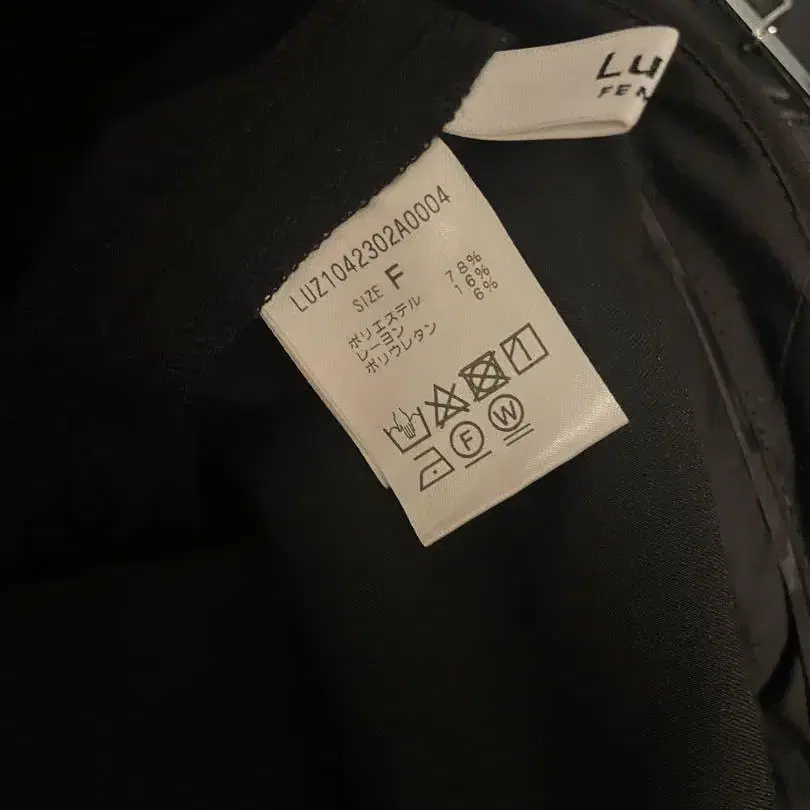 LU
FEN
LUZ1042302A0004
SIZE F
ポリエステル 78%
レーヨン 16%
ポリウレタン 6%
F W